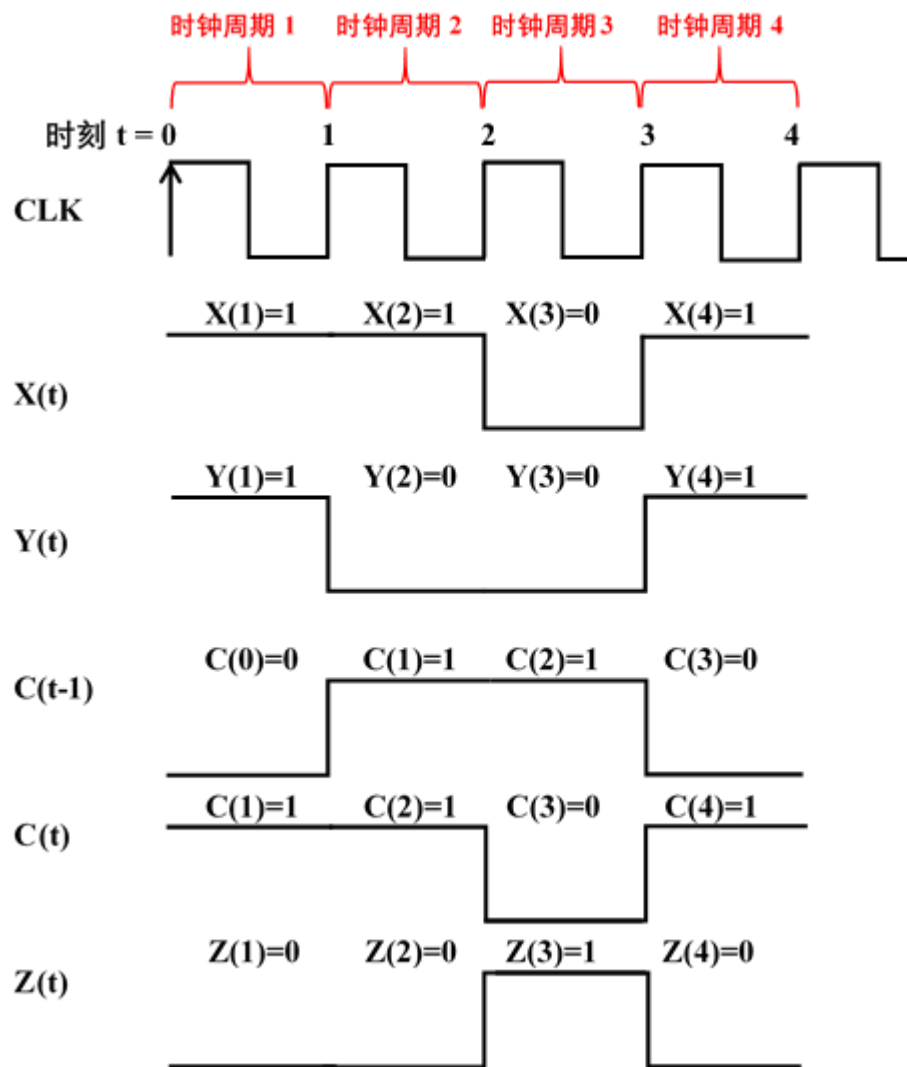 时钟周期 1 时钟周期 2 时钟周期 3 时钟周期 4
时刻 t = 0 1 2 3 4
CLK
X(1)=1 X(2)=1 X(3)=0 X(4)=1
X(t)
Y(1)=1 Y(2)=0 Y(3)=0 Y(4)=1
Y(t)
C(0)=0 C(1)=1 C(2)=1 C(3)=0
C(t-1)
C(1)=1 C(2)=1 C(3)=0 C(4)=1
C(t)
Z(1)=0 Z(2)=0 Z(3)=1 Z(4)=0
Z(t)